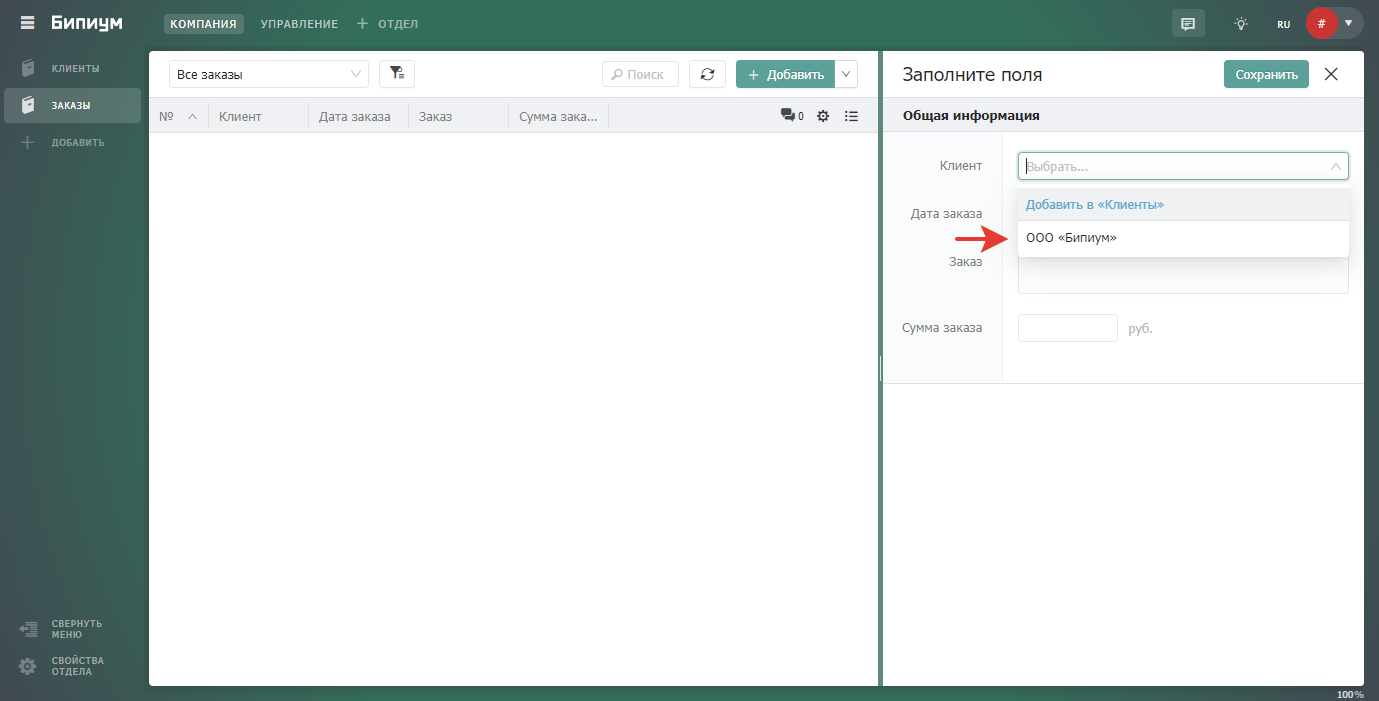 Бипиум
КОМПАНИЯ УПРАВЛЕНИЕ + ОТДЕЛ
RU
#
КЛИЕНТЫ
ЗАКАЗЫ
+ ДОБАВИТЬ
СВЕРНУТЬ
МЕНЮ
СВОЙСТВА
ОТДЕЛА
Все заказы
Поиск
+ Добавить
№ Клиент Дата заказа Заказ Сумма зака... 0
Заполните поля
Сохранить
Общая информация
Клиент
Выбрать...
Добавить в «Клиенты»
Дата заказа
ООО «Бипиум»
Заказ
Сумма заказа
руб.
100%